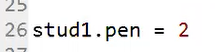 26 stud1.pen = 2